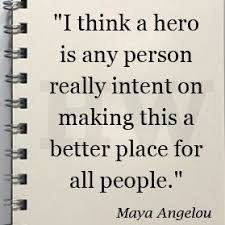 "I think a hero
is any person
really intent on
making this a
better place for
all people."
Maya Angelou